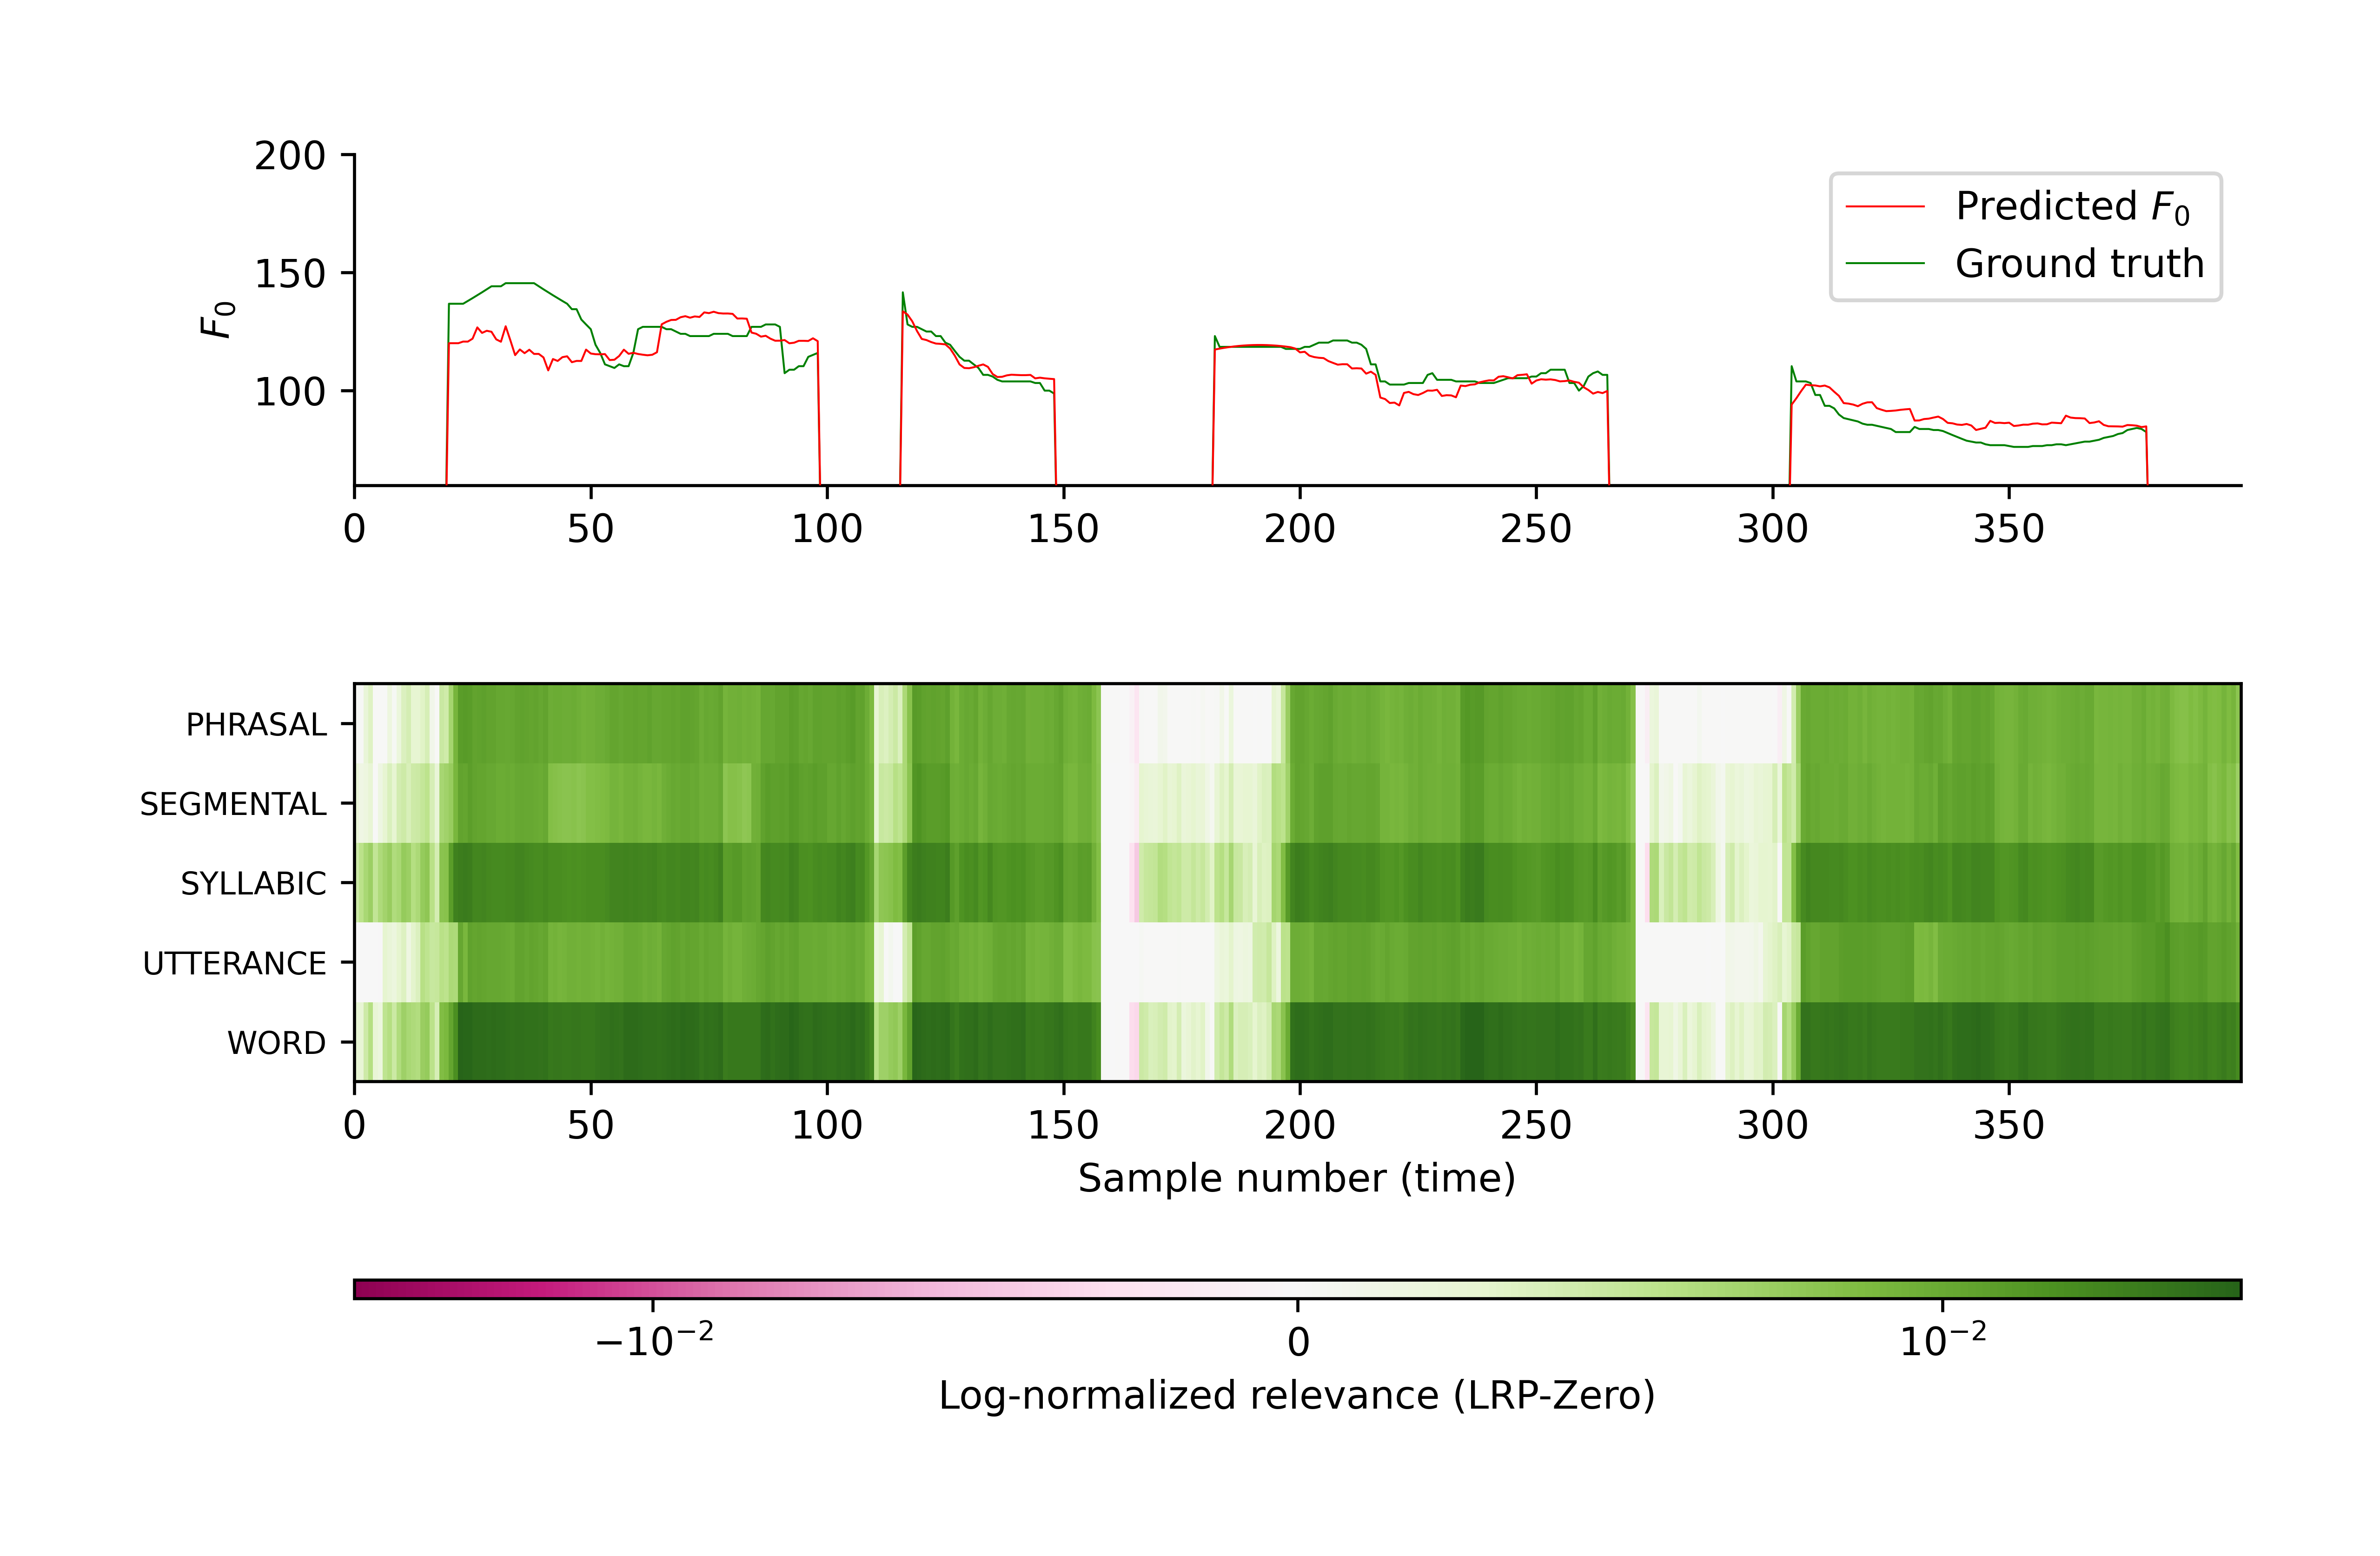 200
150
100
F₀
Predicted F₀
Ground truth
0 50 100 150 200 250 300 350
PHRASAL
SEGMENTAL
SYLLABIC
UTTERANCE
WORD
0 50 100 150 200 250 300 350
Sample number (time)
−10⁻² 0 10⁻²
Log-normalized relevance (LRP-Zero)